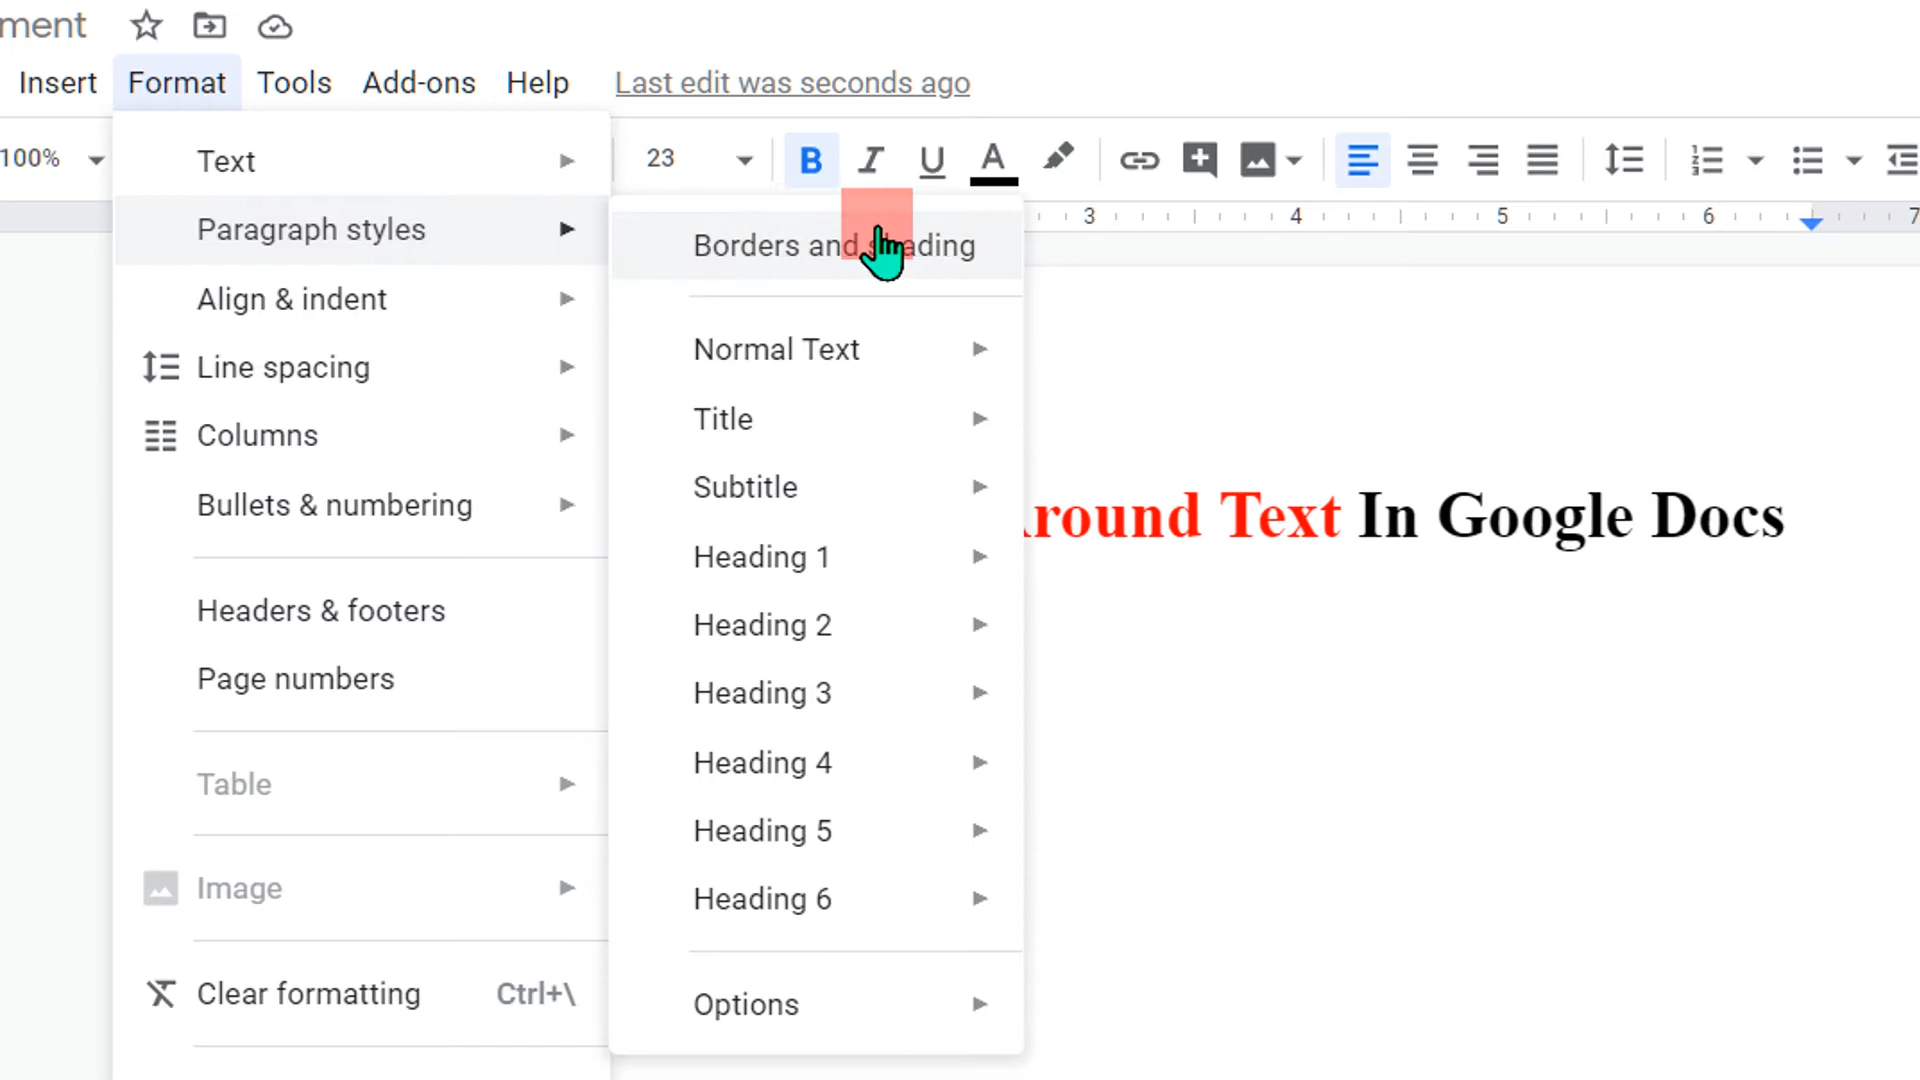 ment
Insert Format Tools Add-ons Help Last edit was seconds ago
100% 23 B I U A
3 4 5 6 7
Text
Paragraph styles
Align & indent
Line spacing
Columns
Bullets & numbering
Headers & footers
Page numbers
Table
Image
Clear formatting Ctrl+\
Borders and shading
Normal Text
Title
Subtitle
Heading 1
Heading 2
Heading 3
Heading 4
Heading 5
Heading 6
Options
Around Text In Google Docs